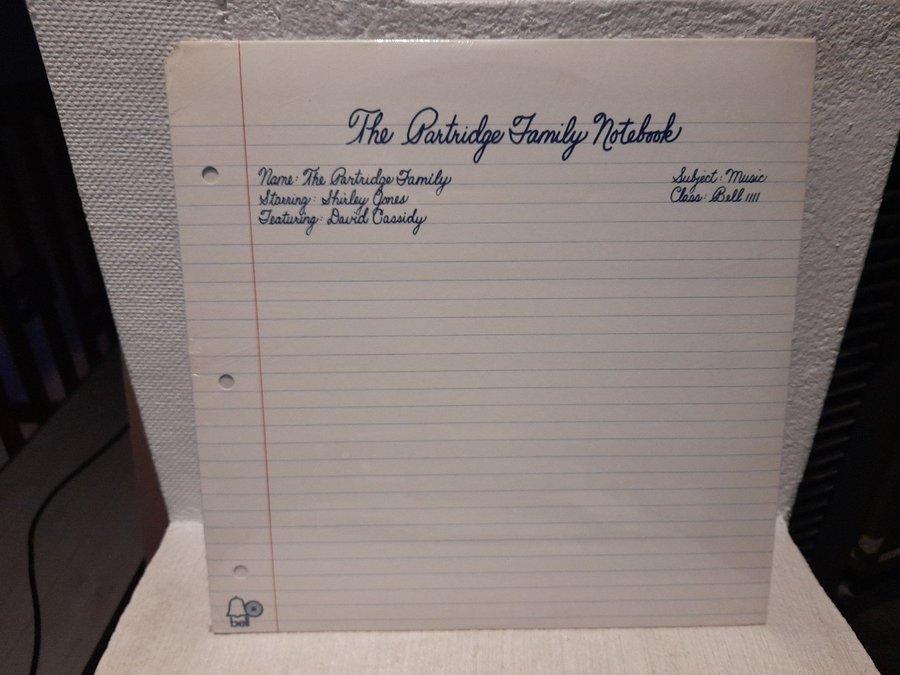 The Partridge Family Notebook
Name: The Partridge Family
Starring: Shirley Jones
Featuring: David Cassidy
Subject: Music
Class: Bell 1111
bell